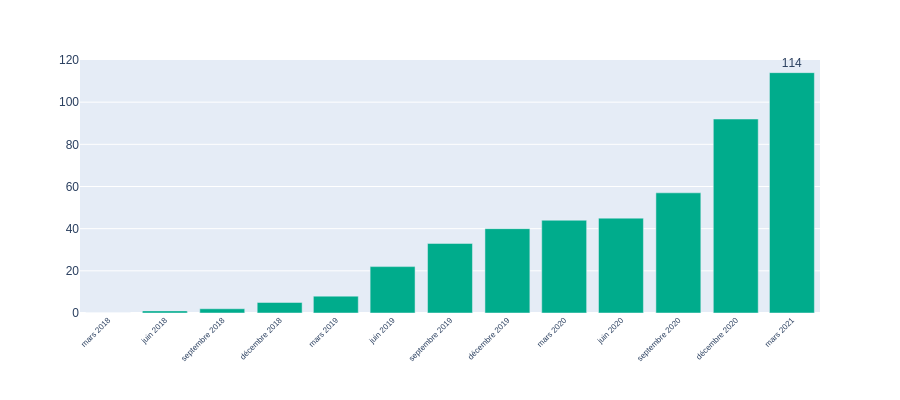 120
100
80
60
40
20
0
114
mars 2018
juin 2018
septembre 2018
décembre 2018
mars 2019
juin 2019
septembre 2019
décembre 2019
mars 2020
juin 2020
septembre 2020
décembre 2020
mars 2021